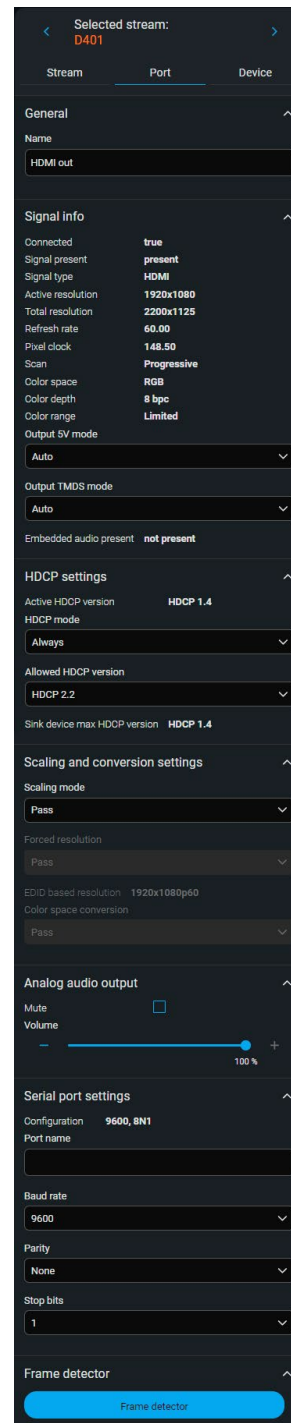 Selected stream:
D401
Stream Port Device
General
Name
HDMI out
Signal info
Connected true
Signal present present
Signal type HDMI
Active resolution 1920x1080
Total resolution 2200x1125
Refresh rate 60.00
Pixel clock 148.50
Scan Progressive
Color space RGB
Color depth 8 bpc
Color range Limited
Output 5V mode
Auto
Output TMDS mode
Auto
Embedded audio present not present
HDCP settings
Active HDCP version HDCP 1.4
HDCP mode
Always
Allowed HDCP version
HDCP 2.2
Sink device max HDCP version HDCP 1.4
Scaling and conversion settings
Scaling mode
Pass
Forced resolution
Pass
EDID based resolution 1920x1080p60
Color space conversion
Pass
Analog audio output
Mute
Volume
− +
100 %
Serial port settings
Configuration 9600, 8N1
Port name
Baud rate
9600
Parity
None
Stop bits
1
Frame detector
Frame detector